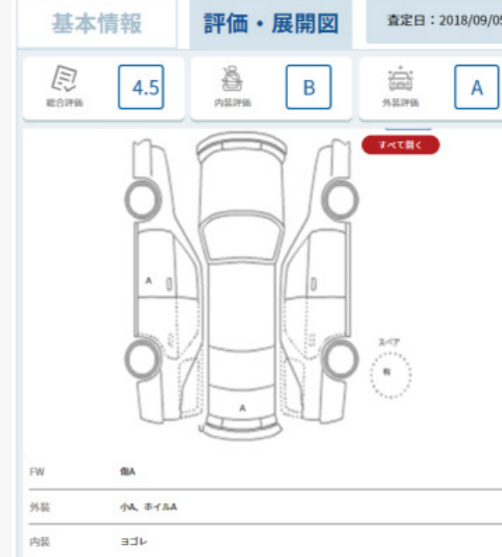 基本情報
評価・展開図
査定日：2018/09/05
総合評価
4.5
内装評価
B
外装評価
A
すべて開く
A
スペア
有
A
FW 傷A
外装 小A、ホイルA
内装 ヨゴレ